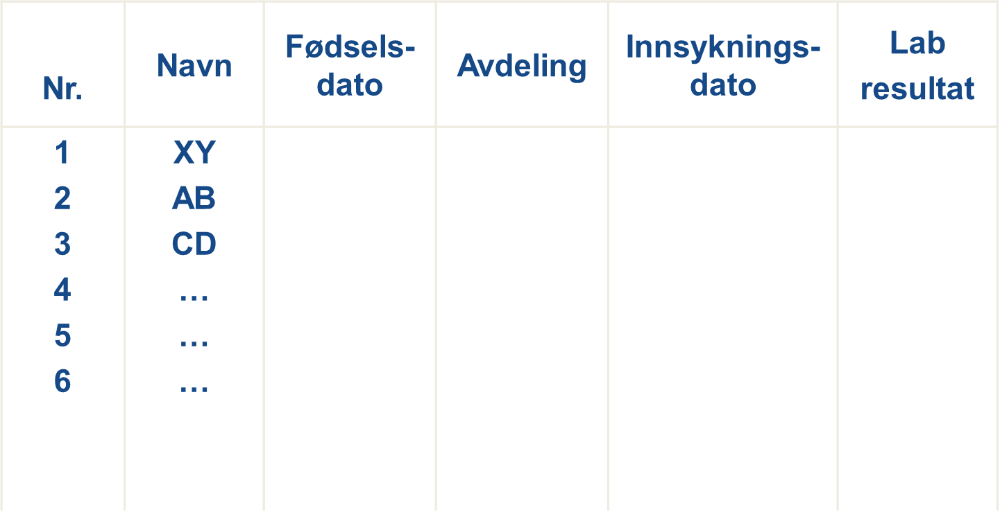 Nr.
Navn
Fødsels-
dato
Avdeling
Innsyknings-
dato
Lab
resultat
1 XY
2 AB
3 CD
4 …
5 …
6 …